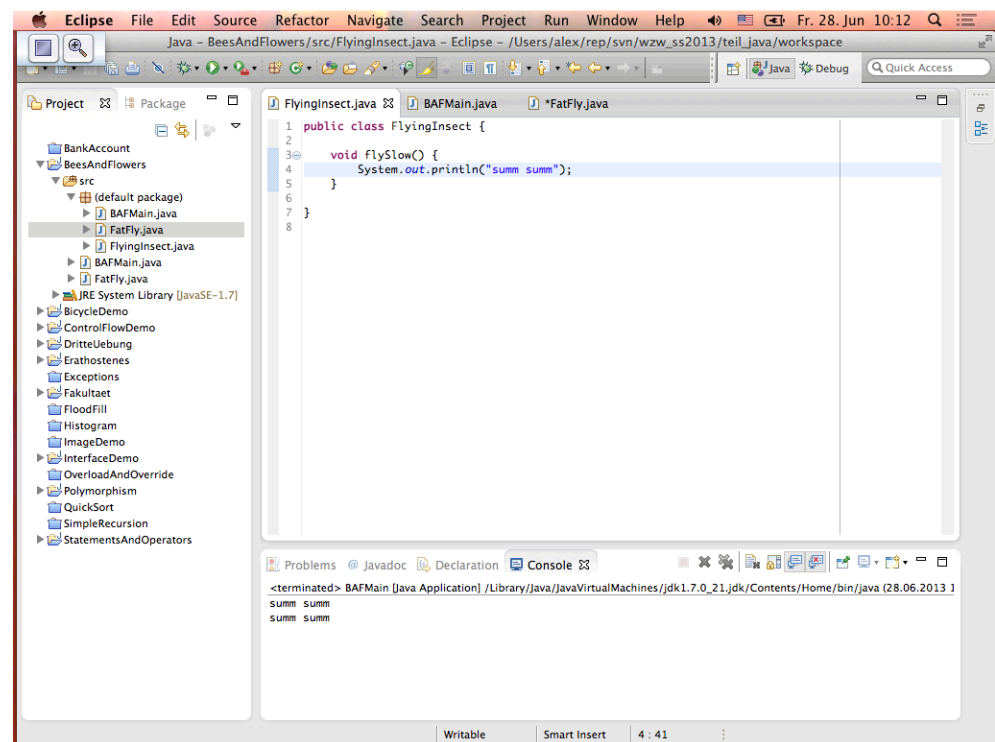 Eclipse File Edit Source Refactor Navigate Search Project Run Window Help Fr. 28. Jun 10:12
Java – BeesAndFlowers/src/FlyingInsect.java – Eclipse – /Users/alex/rep/svn/wzw_ss2013/teil_java/workspace
Java Debug Quick Access
Project Package
BankAccount
BeesAndFlowers
src
(default package)
BAFMain.java
FatFly.java
FlyingInsect.java
BAFMain.java
FatFly.java
JRE System Library [JavaSE-1.7]
BicycleDemo
ControlFlowDemo
DritteUebung
Erathostenes
Exceptions
Fakultaet
FloodFill
Histogram
ImageDemo
InterfaceDemo
OverloadAndOverride
Polymorphism
QuickSort
SimpleRecursion
StatementsAndOperators
FlyingInsect.java BAFMain.java *FatFly.java
1 public class FlyingInsect {
2
3 void flySlow() {
4 System.out.println("summ summ");
5 }
6
7 }
8
Problems @ Javadoc Declaration Console
<terminated> BAFMain [Java Application] /Library/Java/JavaVirtualMachines/jdk1.7.0_21.jdk/Contents/Home/bin/java (28.06.2013 1
summ summ
summ summ
Writable Smart Insert 4 : 41